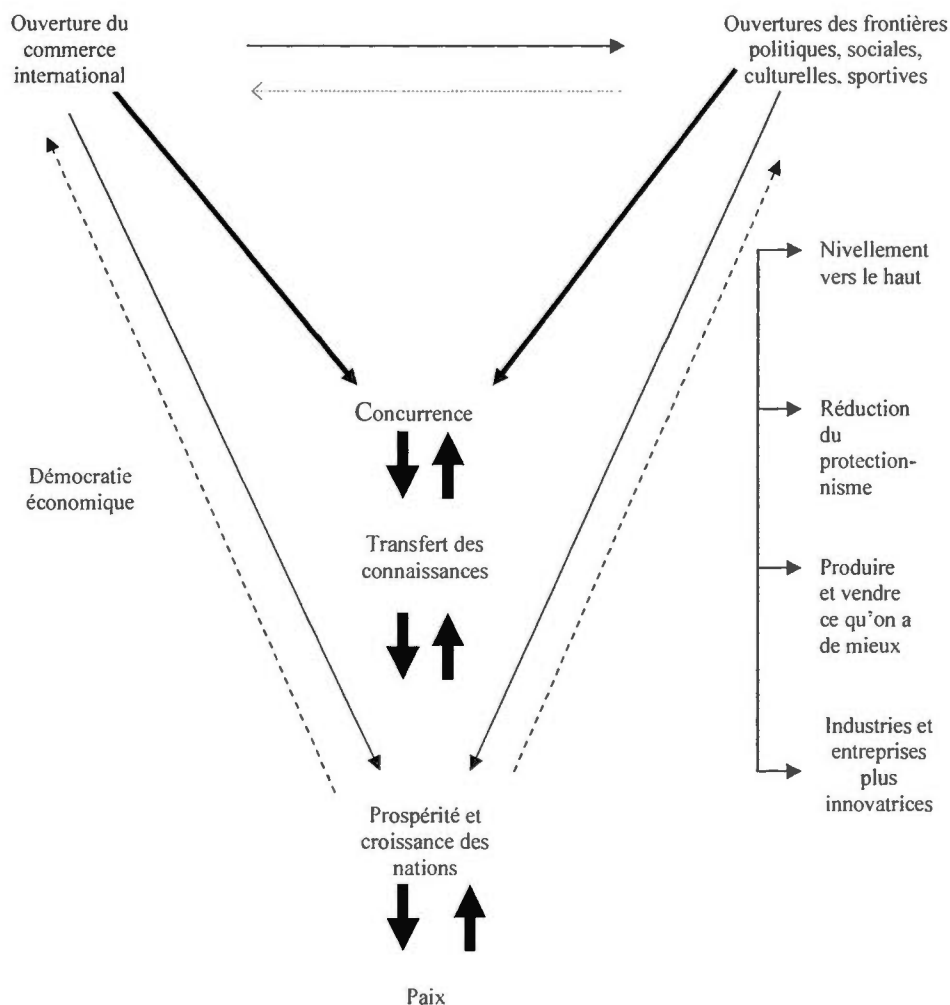 Ouverture du
commerce
international
Ouvertures des frontières
politiques, sociales,
culturelles, sportives
Nivellement
vers le haut
Concurrence
Réduction
du
protection-
nisme
Démocratie
économique
Transfert des
connaissances
Produire
et vendre
ce qu'on a
de mieux
Industries et
entreprises
plus
innovatrices
Prospérité et
croissance des
nations
Paix